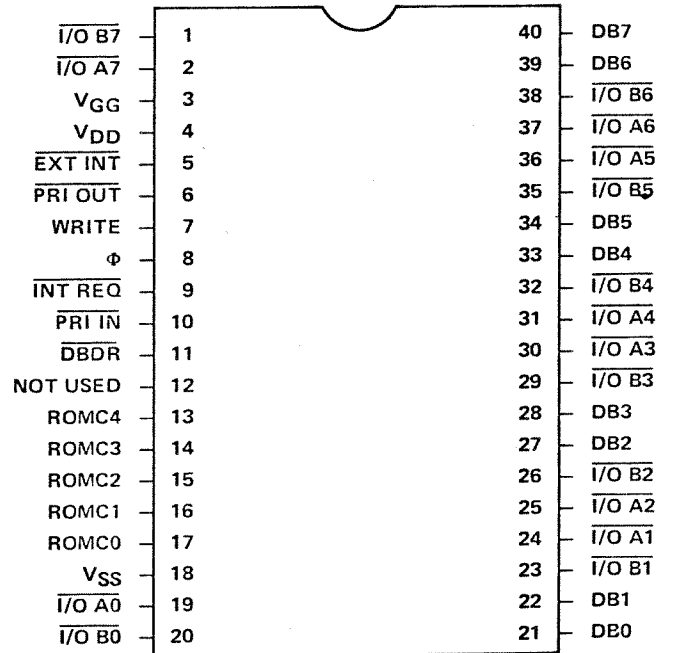 I/O B7 1 40 DB7
I/O A7 2 39 DB6
VGG 3 38 I/O B6
VDD 4 37 I/O A6
EXT INT 5 36 I/O A5
PRI OUT 6 35 I/O B5
WRITE 7 34 DB5
Φ 8 33 DB4
INT REQ 9 32 I/O B4
PRI IN 10 31 I/O A4
DBDR 11 30 I/O A3
NOT USED 12 29 I/O B3
ROMC4 13 28 DB3
ROMC3 14 27 DB2
ROMC2 15 26 I/O B2
ROMC1 16 25 I/O A2
ROMC0 17 24 I/O A1
VSS 18 23 I/O B1
I/O A0 19 22 DB1
I/O B0 20 21 DB0